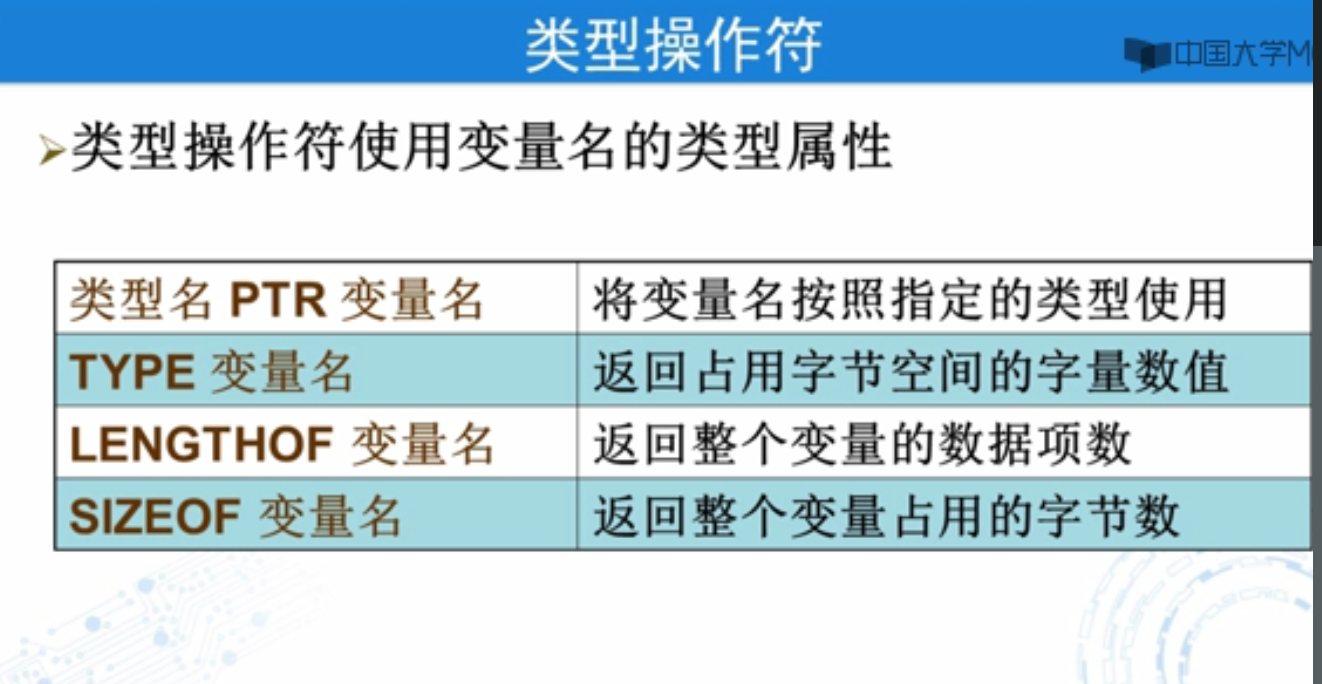 类型操作符
中国大学M
➢类型操作符使用变量名的类型属性
类型名 PTR 变量名 将变量名按照指定的类型使用
TYPE 变量名 返回占用字节空间的字量数值
LENGTHOF 变量名 返回整个变量的数据项数
SIZEOF 变量名 返回整个变量占用的字节数